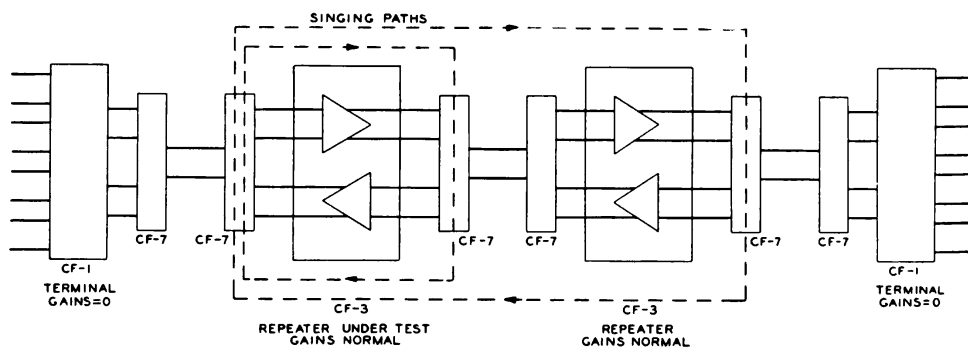 SINGING PATHS
CF-7
CF-7
CF-7
CF-7
CF-7
CF-7
CF-1
TERMINAL
GAINS=0
CF-3
REPEATER UNDER TEST
GAINS NORMAL
CF-3
REPEATER
GAINS NORMAL
CF-1
TERMINAL
GAINS=0